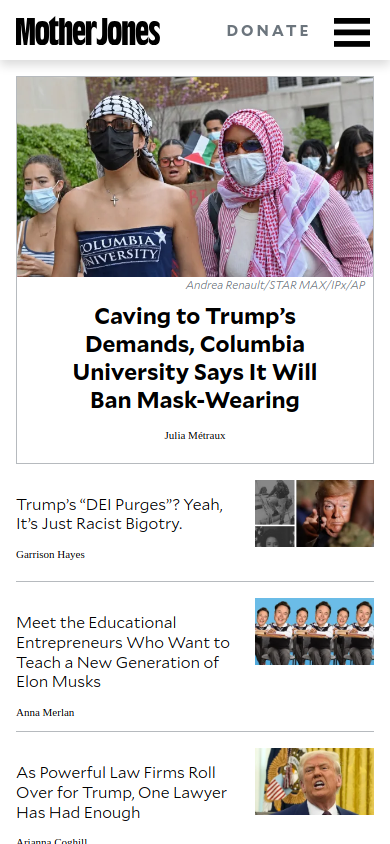 Mother Jones
DONATE
COLUMBIA
UNIVERSITY
Andrea Renault/STAR MAX/IPx/AP
Caving to Trump’s
Demands, Columbia
University Says It Will
Ban Mask-Wearing
Julia Métraux
Trump’s “DEI Purges”? Yeah,
It’s Just Racist Bigotry.
Garrison Hayes
Meet the Educational
Entrepreneurs Who Want to
Teach a New Generation of
Elon Musks
Anna Merlan
As Powerful Law Firms Roll
Over for Trump, One Lawyer
Has Had Enough
Arianna Coghill